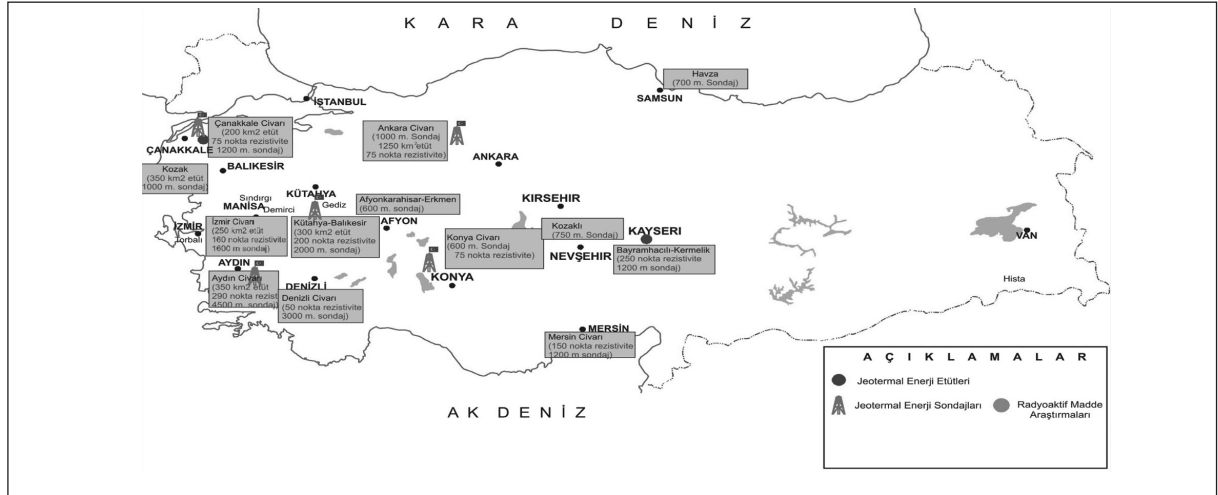 K A R A   D E N İ Z
Havza
(700 m. Sondaj)
SAMSUN
İSTANBUL
Çanakkale Civarı
(200 km2 etüt
75 nokta rezistivite
1200 m. sondaj)
ÇANAKKALE
Ankara Civarı
(1000 m. Sondaj
1250 km² etüt
75 nokta rezistivite)
ANKARA
Kozak
(350 km2 etüt
1000 m. sondaj)
BALIKESİR
KÜTAHYA
Gediz
Sındırgı
MANİSA
Demirci
Afyonkarahisar-Erkmen
(600 m. sondaj)
AFYON
KIRSEHIR
İZMİR
Torbalı
İzmir Civarı
(250 km2 etüt
160 nokta rezistivite
1600 m. sondaj)
Kütahya-Balıkesir
(300 km2 etüt
200 nokta rezistivite
2000 m. sondaj)
Konya Civarı
(600 m. Sondaj
75 nokta rezistivite)
KONYA
Kozaklı
(750 m. Sondaj)
NEVŞEHİR
KAYSERI
Bayramhacılı-Kermelik
(250 nokta rezistivite
1200 m sondaj)
VAN
Hista
AYDIN
Aydın Civarı
(350 km2 etüt
290 nokta rezist
4500 m. sondaj)
DENİZLİ
Denizli Civarı
(50 nokta rezistivite
3000 m. sondaj)
MERSİN
Mersin Civarı
(150 nokta rezistivite
1200 m sondaj)
AK DENİZ
A Ç I K L A M A L A R
Jeotermal Enerji Etütleri
Jeotermal Enerji Sondajları
Radyoaktif Madde
Araştırmaları